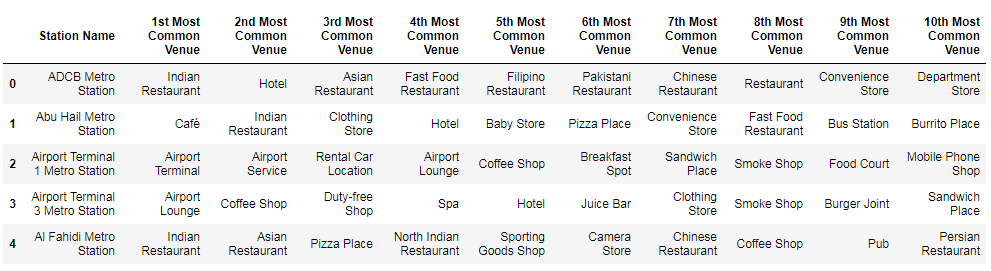 Station Name 1st Most Common Venue 2nd Most Common Venue 3rd Most Common Venue 4th Most Common Venue 5th Most Common Venue 6th Most Common Venue 7th Most Common Venue 8th Most Common Venue 9th Most Common Venue 10th Most Common Venue
0 ADCB Metro Station Indian Restaurant Hotel Asian Restaurant Fast Food Restaurant Filipino Restaurant Pakistani Restaurant Chinese Restaurant Restaurant Convenience Store Department Store
1 Abu Hail Metro Station Café Indian Restaurant Clothing Store Hotel Baby Store Pizza Place Convenience Store Fast Food Restaurant Bus Station Burrito Place
2 Airport Terminal 1 Metro Station Airport Terminal Airport Service Rental Car Location Airport Lounge Coffee Shop Breakfast Spot Sandwich Place Smoke Shop Food Court Mobile Phone Shop
3 Airport Terminal 3 Metro Station Airport Lounge Coffee Shop Duty-free Shop Spa Hotel Juice Bar Clothing Store Smoke Shop Burger Joint Sandwich Place
4 Al Fahidi Metro Station Indian Restaurant Asian Restaurant Pizza Place North Indian Restaurant Sporting Goods Shop Camera Store Chinese Restaurant Coffee Shop Pub Persian Restaurant